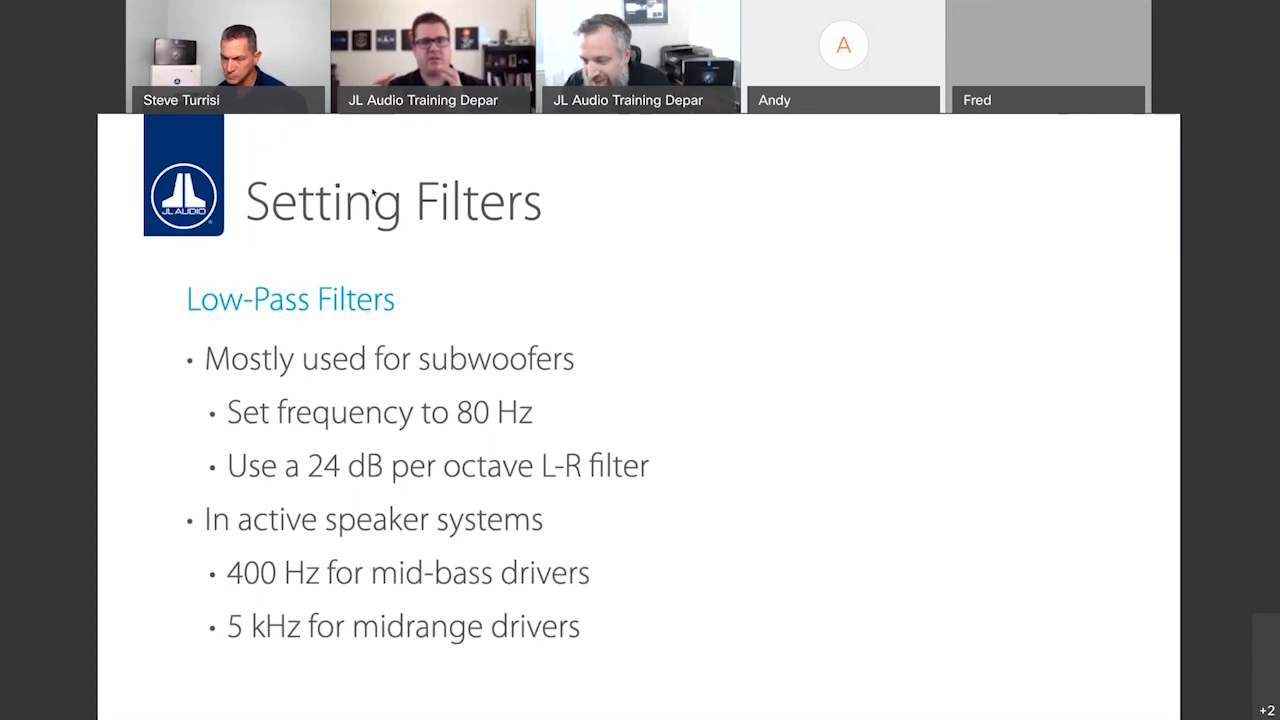 Steve Turrisi
JL Audio Training Depar
JL Audio Training Depar
A
Andy
Fred
JL AUDIO
Setting Filters
Low-Pass Filters
• Mostly used for subwoofers
• Set frequency to 80 Hz
• Use a 24 dB per octave L-R filter
• In active speaker systems
• 400 Hz for mid-bass drivers
• 5 kHz for midrange drivers
+2